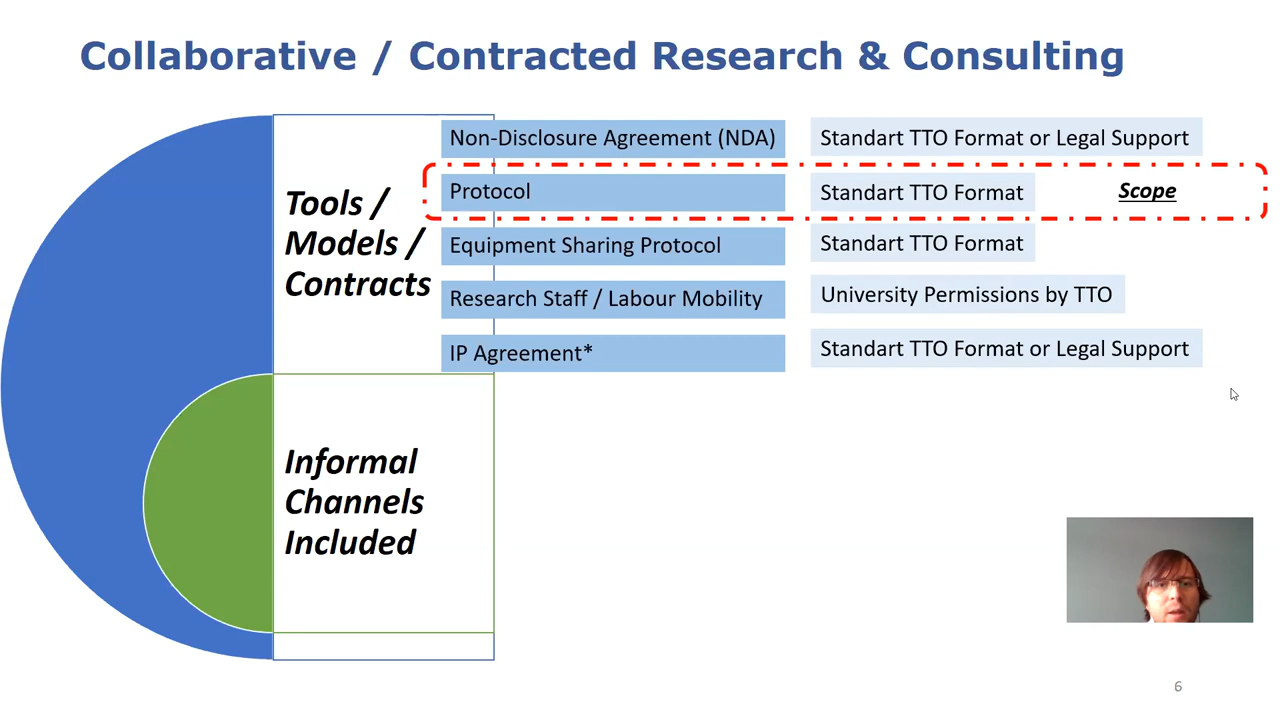 Collaborative / Contracted Research & Consulting
Tools /
Models /
Contracts
Non-Disclosure Agreement (NDA)
Standart TTO Format or Legal Support
Protocol
Standart TTO Format
Scope
Equipment Sharing Protocol
Standart TTO Format
Research Staff / Labour Mobility
University Permissions by TTO
IP Agreement*
Standart TTO Format or Legal Support
Informal
Channels
Included
6